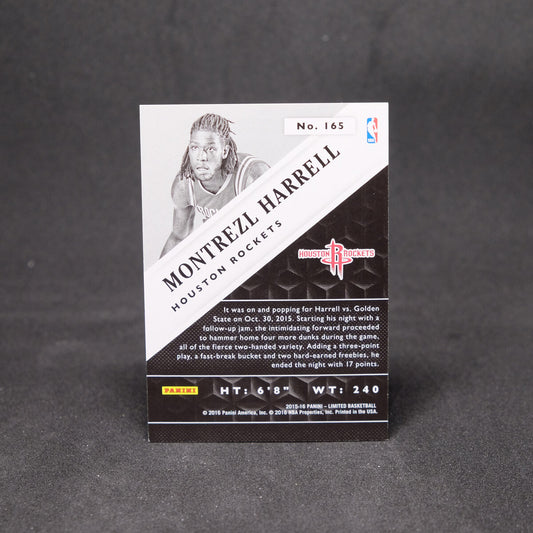 No. 165
MONTREZL HARRELL
HOUSTON ROCKETS
HOUSTON ROCKETS
It was on and popping for Harrell vs. Golden
State on Oct. 30, 2015. Starting his night with a
follow-up jam, the intimidating forward proceeded
to hammer home four more dunks during the game,
all of the fierce two-handed variety. Adding a three-point
play, a fast-break bucket and two hard-earned freebies, he
ended the night with 17 points.
PANINI HT: 6'8" WT: 240
2015-16 PANINI – LIMITED BASKETBALL
© 2016 Panini America, Inc. © 2016 NBA Properties, Inc. Printed in the USA.